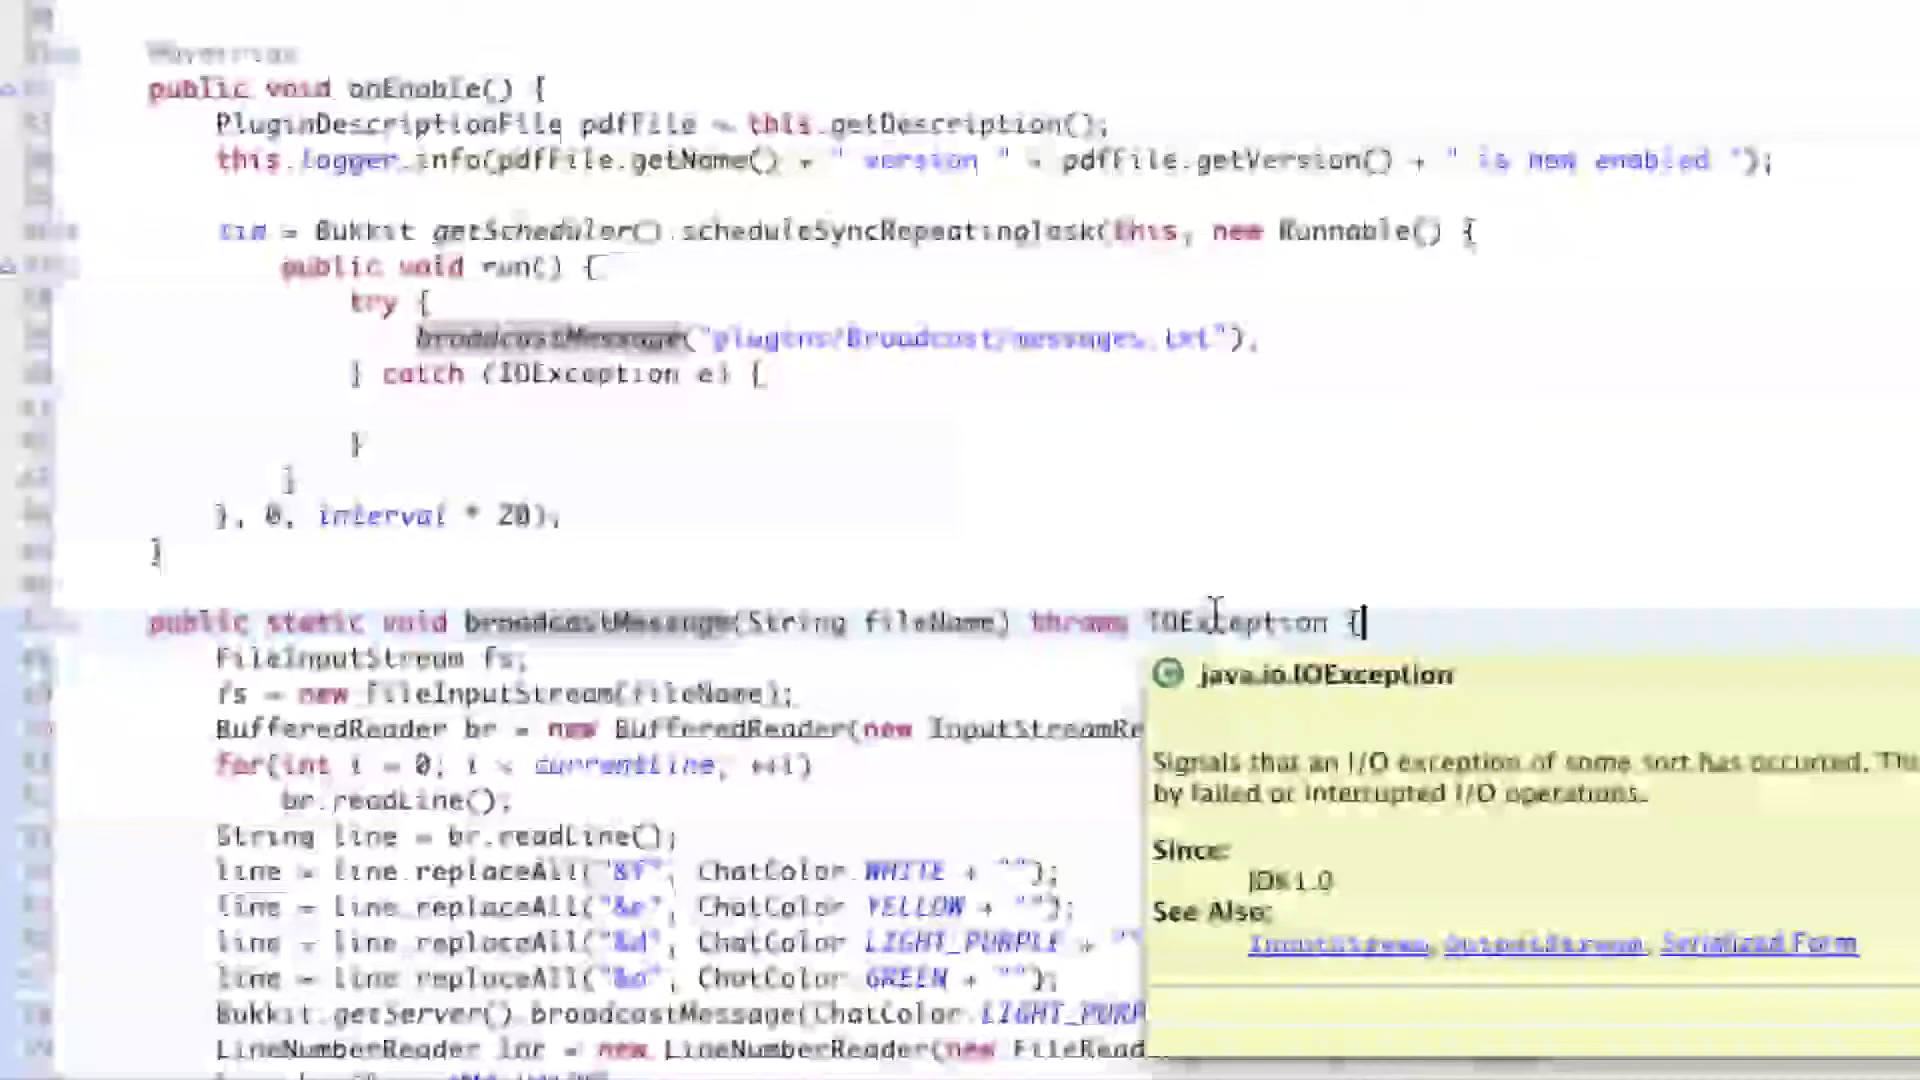 public void onEnable() {
PluginDescriptionFile pdfFile = this.getDescription();
this.logger.info(pdfFile.getName() + " version " + pdfFile.getVersion() + " is now enabled ");
tid = Bukkit.getScheduler().scheduleSyncRepeatingTask(this, new Runnable() {
public void run() {
try {
broadcastMessage("plugins/Broadcast/messages.txt");
} catch (IOException e) {
}
}
}, 0, interval * 20);
}
public static void broadcastMessage(String fileName) throws IOException {
FileInputStream fs;
fs = new FileInputStream(fileName);
BufferedReader br = new BufferedReader(new InputStreamRe
for(int i = 0; i < currentLine; ++i)
br.readLine();
String line = br.readLine();
line = line.replaceAll("&f", ChatColor.WHITE + "");
line = line.replaceAll("&e", ChatColor.YELLOW + "");
line = line.replaceAll("&d", ChatColor.LIGHT_PURPLE + "
line = line.replaceAll("&a", ChatColor.GREEN + "");
Bukkit.getServer().broadcastMessage(ChatColor.LIGHT_PURP
LineNumberReader lnr = new LineNumberReader(new FileRead
java.io.IOException
Signals that an I/O exception of some sort has occurred. This
by failed or interrupted I/O operations.
Since:
JDK1.0
See Also:
InputStream, OutputStream, Serialized Form